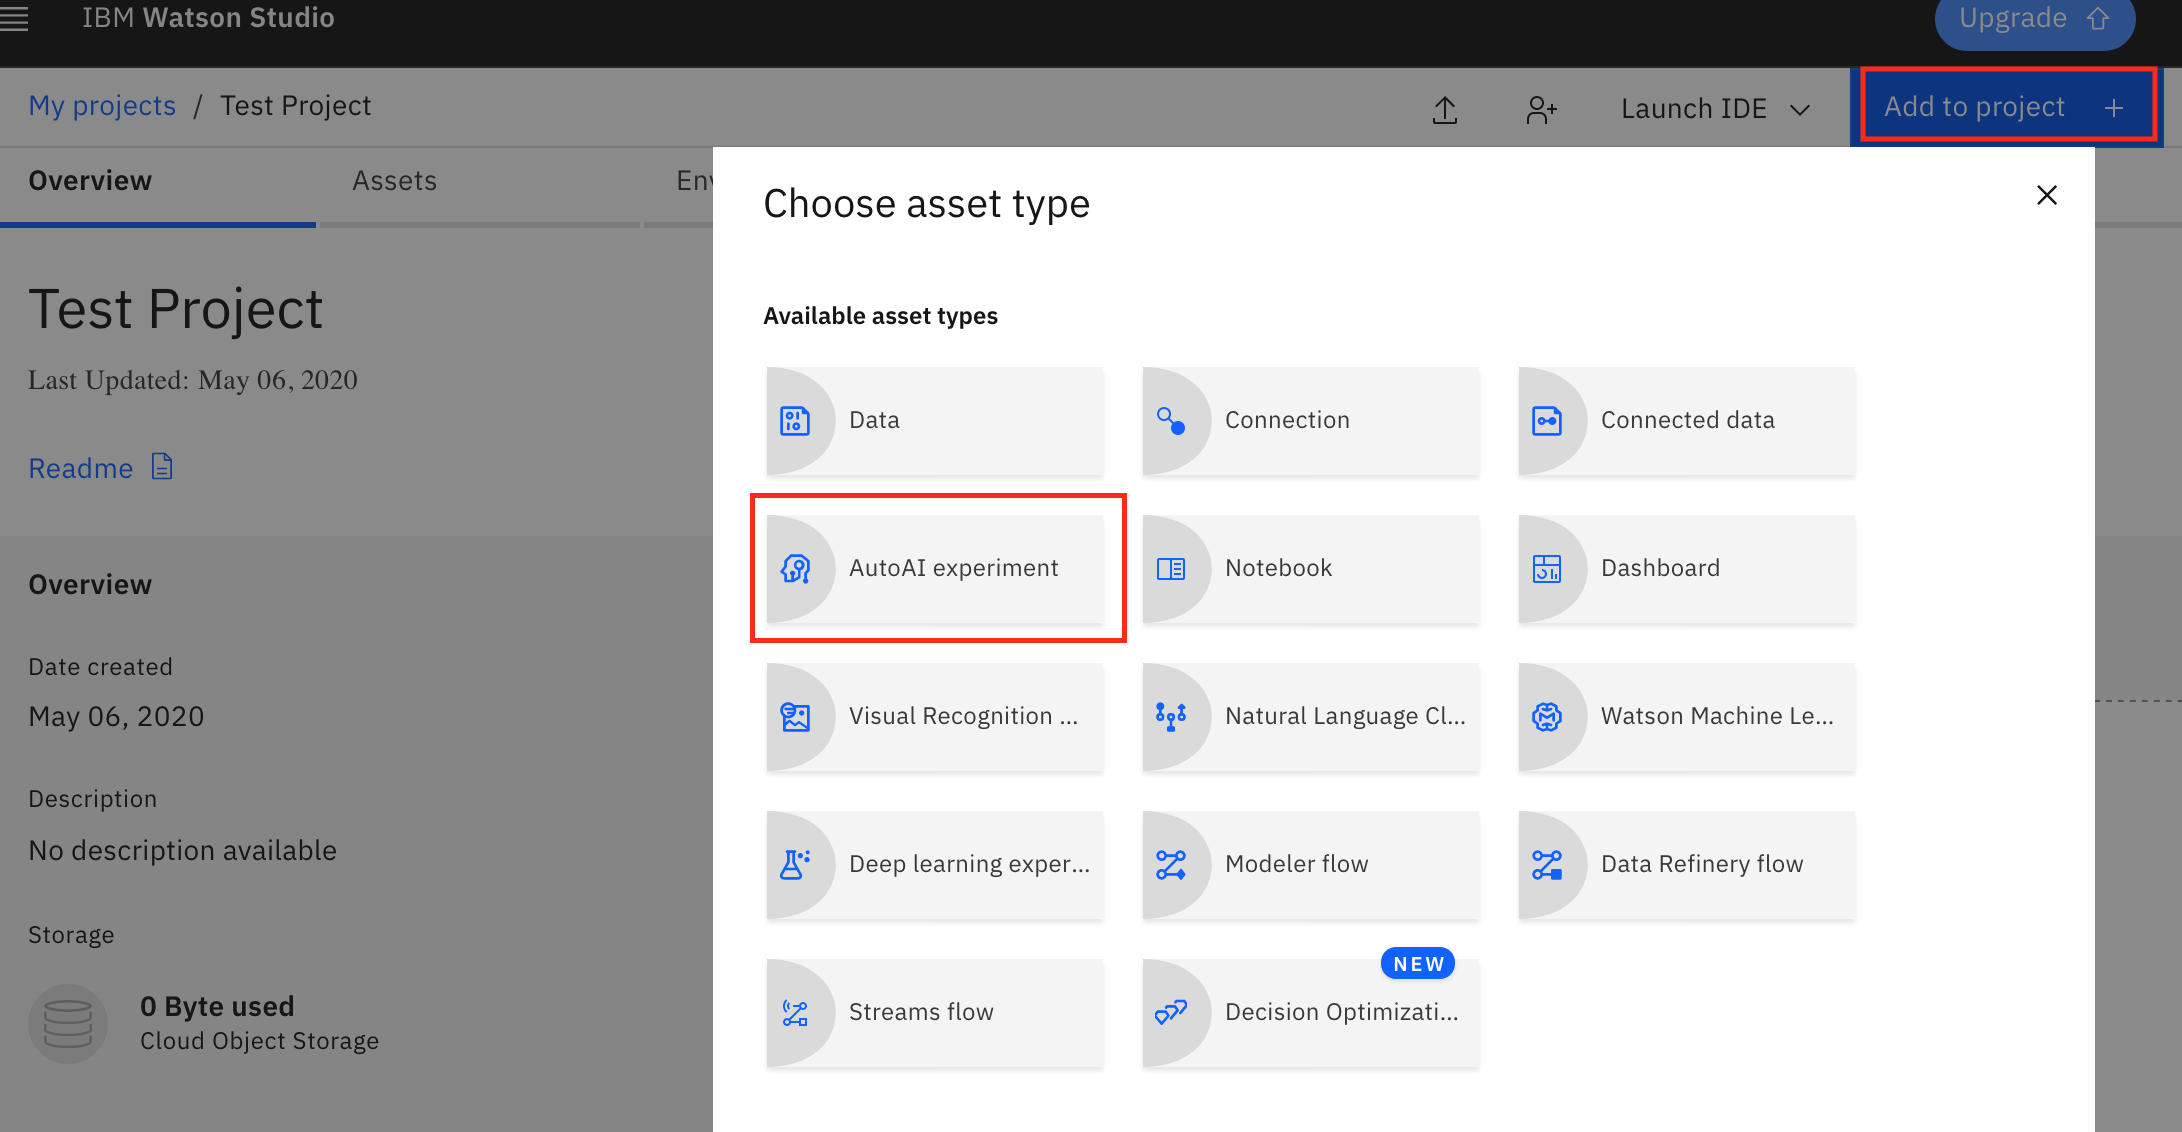 IBM Watson Studio
Upgrade
My projects / Test Project
Launch IDE
Add to project +
Overview
Assets
Env
Test Project
Last Updated: May 06, 2020
Readme
Overview
Date created
May 06, 2020
Description
No description available
Storage
0 Byte used
Cloud Object Storage
Choose asset type
Available asset types
Data
Connection
Connected data
AutoAI experiment
Notebook
Dashboard
Visual Recognition ...
Natural Language Cl...
Watson Machine Le...
Deep learning exper...
Modeler flow
Data Refinery flow
Streams flow
NEW
Decision Optimizati...